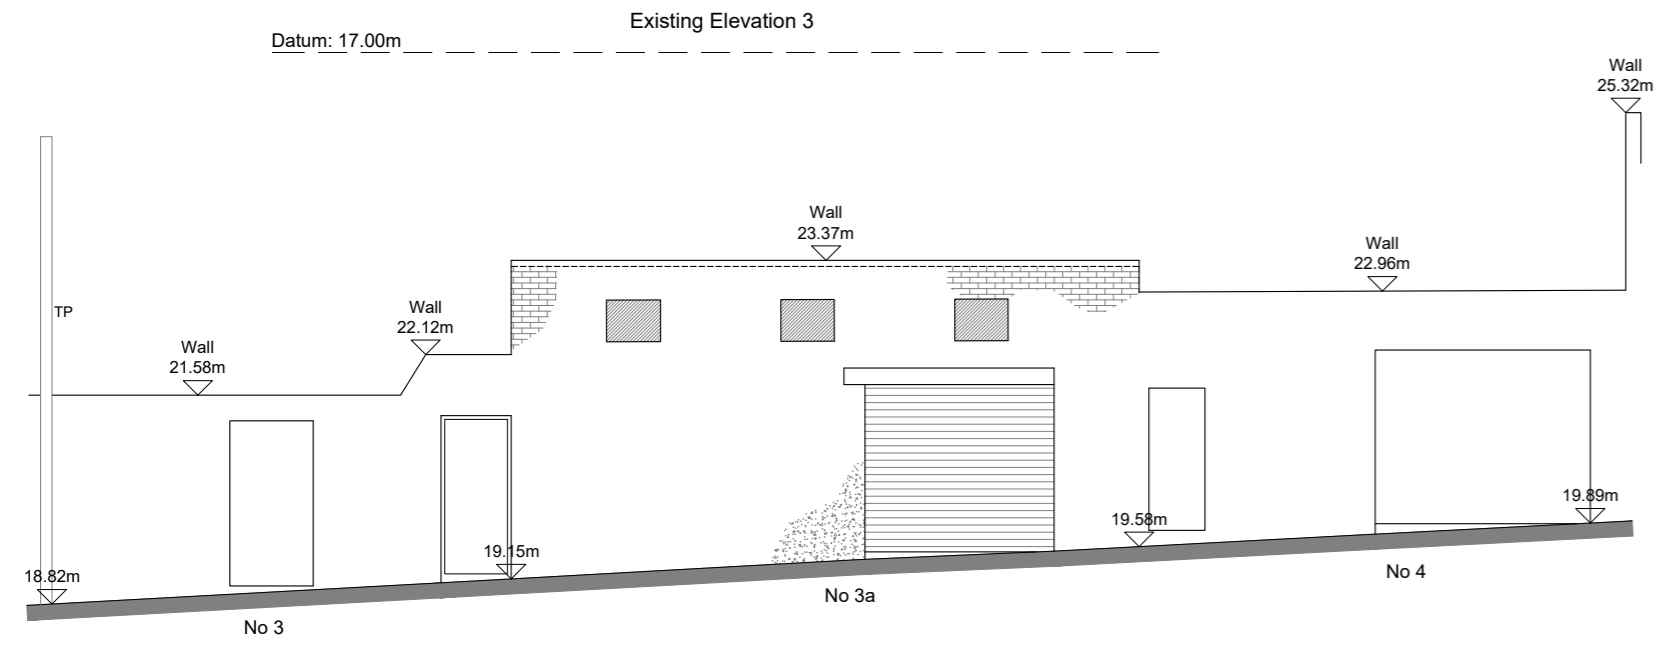 Existing Elevation 3
Datum: 17.00m
Wall
25.32m
Wall
23.37m
Wall
22.96m
TP
Wall
22.12m
Wall
21.58m
19.89m
19.58m
19.15m
18.82m
No 4
No 3a
No 3